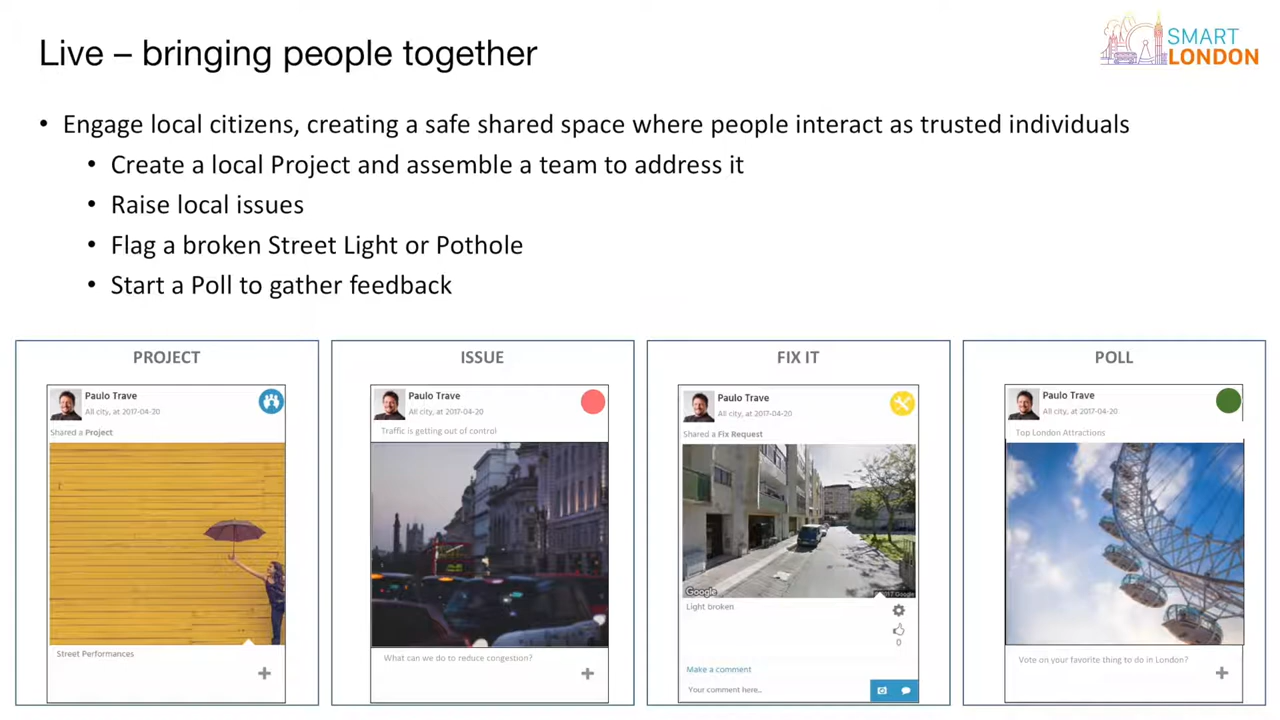 Live – bringing people together
SMART
LONDON
• Engage local citizens, creating a safe shared space where people interact as trusted individuals
• Create a local Project and assemble a team to address it
• Raise local issues
• Flag a broken Street Light or Pothole
• Start a Poll to gather feedback
PROJECT
Paulo Trave
All city, at 2017-04-20
Shared a Project
Street Performances
ISSUE
Paulo Trave
All city, at 2017-04-20
Traffic is getting out of control
What can we do to reduce congestion?
FIX IT
Paulo Trave
All city, at 2017-04-20
Shared a Fix Request
Google
2017 Google
Light broken
0
Make a comment
Your comment here..
POLL
Paulo Trave
All city, at 2017-04-20
Top London Attractions
Vote on your favorite thing to do in London?